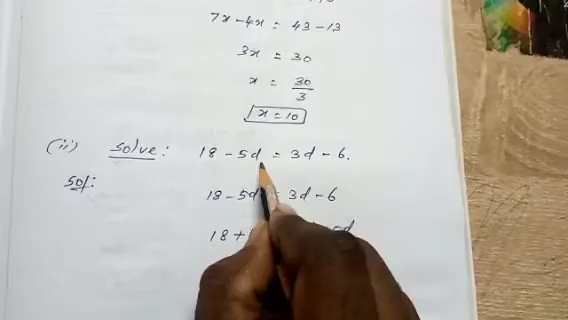 7x - 4x = 43 - 13
3x = 30
x = 30/3
x = 10
(ii) Solve: 18 - 5d = 3d - 6.
Sol:
18 - 5d = 3d - 6
18 +